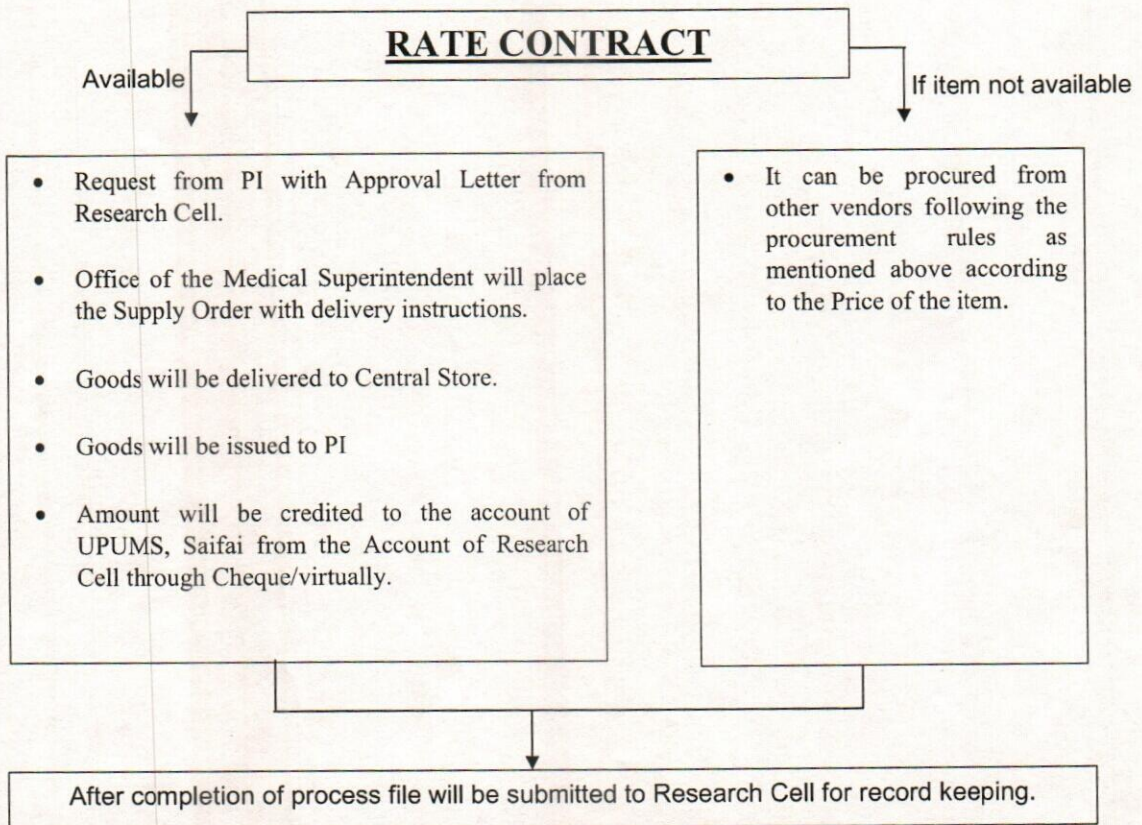 RATE CONTRACT
Available
If item not available
• Request from PI with Approval Letter from
Research Cell.
• Office of the Medical Superintendent will place
the Supply Order with delivery instructions.
• Goods will be delivered to Central Store.
• Goods will be issued to PI
• Amount will be credited to the account of
UPUMS, Saifai from the Account of Research
Cell through Cheque/virtually.
• It can be procured from
other vendors following the
procurement rules as
mentioned above according
to the Price of the item.
After completion of process file will be submitted to Research Cell for record keeping.